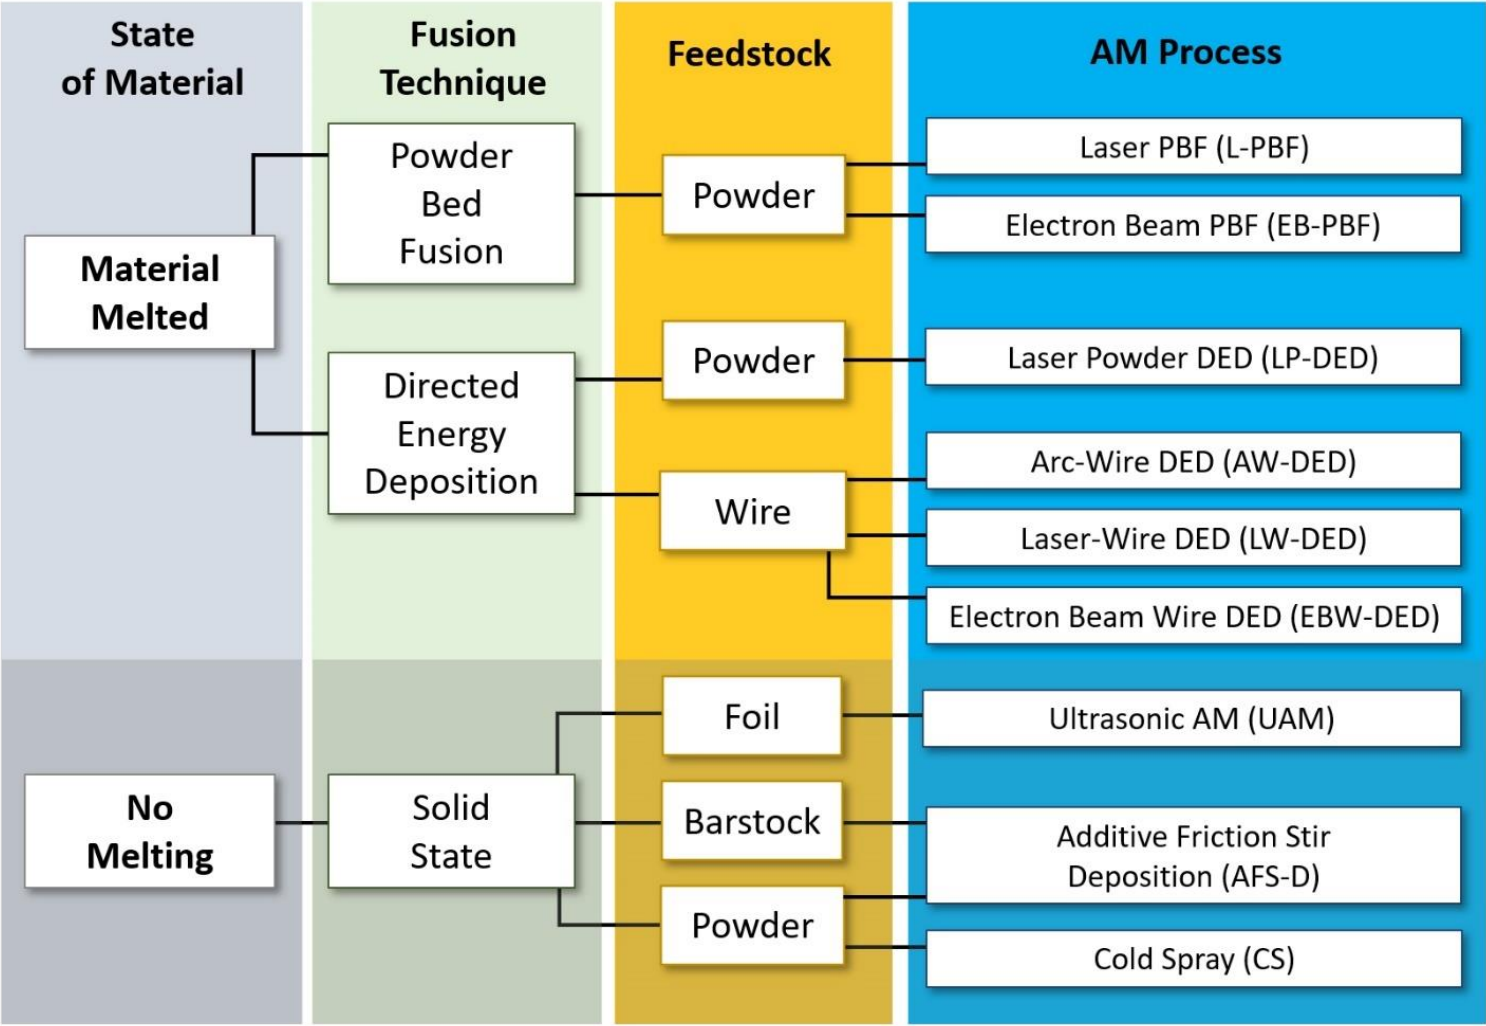 State
of Material
Fusion
Technique
Feedstock
AM Process
Material
Melted
Powder
Bed
Fusion
Powder
Laser PBF (L-PBF)
Electron Beam PBF (EB-PBF)
Directed
Energy
Deposition
Powder
Laser Powder DED (LP-DED)
Wire
Arc-Wire DED (AW-DED)
Laser-Wire DED (LW-DED)
Electron Beam Wire DED (EBW-DED)
No
Melting
Solid
State
Foil
Ultrasonic AM (UAM)
Barstock
Additive Friction Stir
Deposition (AFS-D)
Powder
Cold Spray (CS)